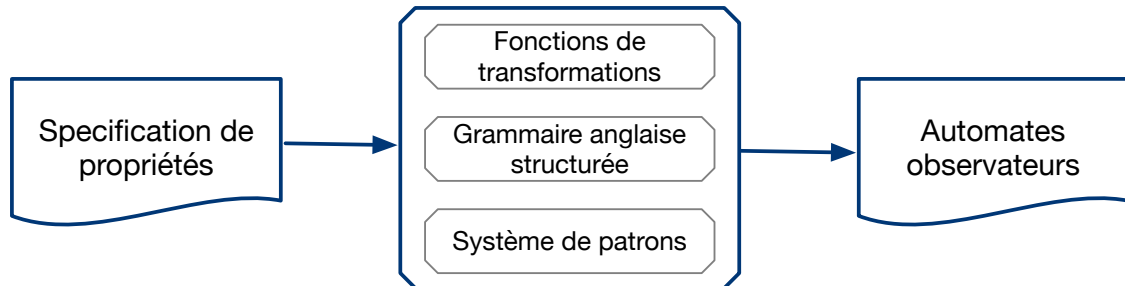 Specification de
propriétés
Fonctions de
transformations
Grammaire anglaise
structurée
Système de patrons
Automates
observateurs